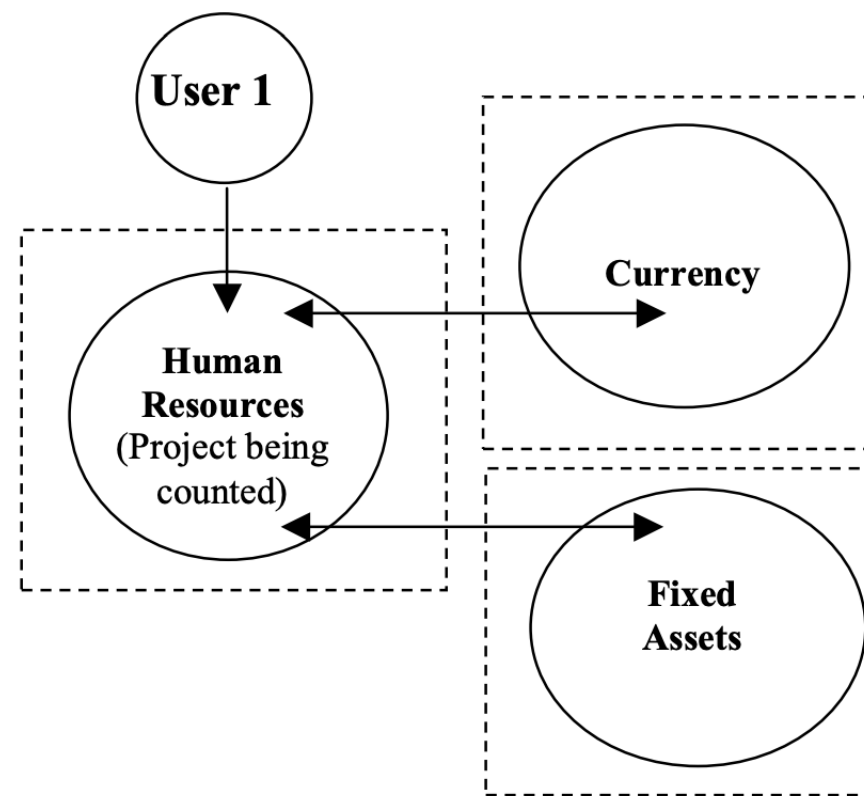 User 1
Currency
Human
Resources
(Project being
counted)
Fixed
Assets